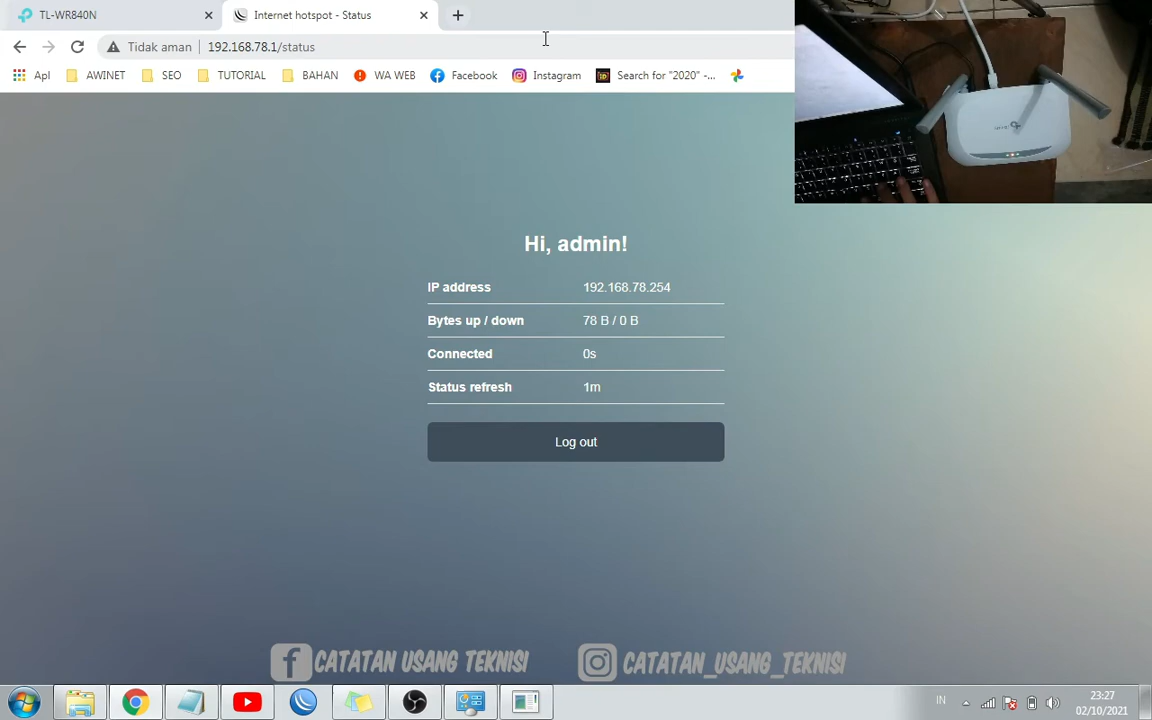 TL-WR840N
Internet hotspot - Status
Tidak aman
192.168.78.1/status
Apl
AWINET
SEO
TUTORIAL
BAHAN
WA WEB
Facebook
Instagram
Search for "2020" -...
Hi, admin!
IP address 192.168.78.254
Bytes up / down 78 B / 0 B
Connected 0s
Status refresh 1m
Log out
CATATAN USANG TEKNISI
CATATAN_USANG_TEKNISI
IN
23:27
02/10/2021